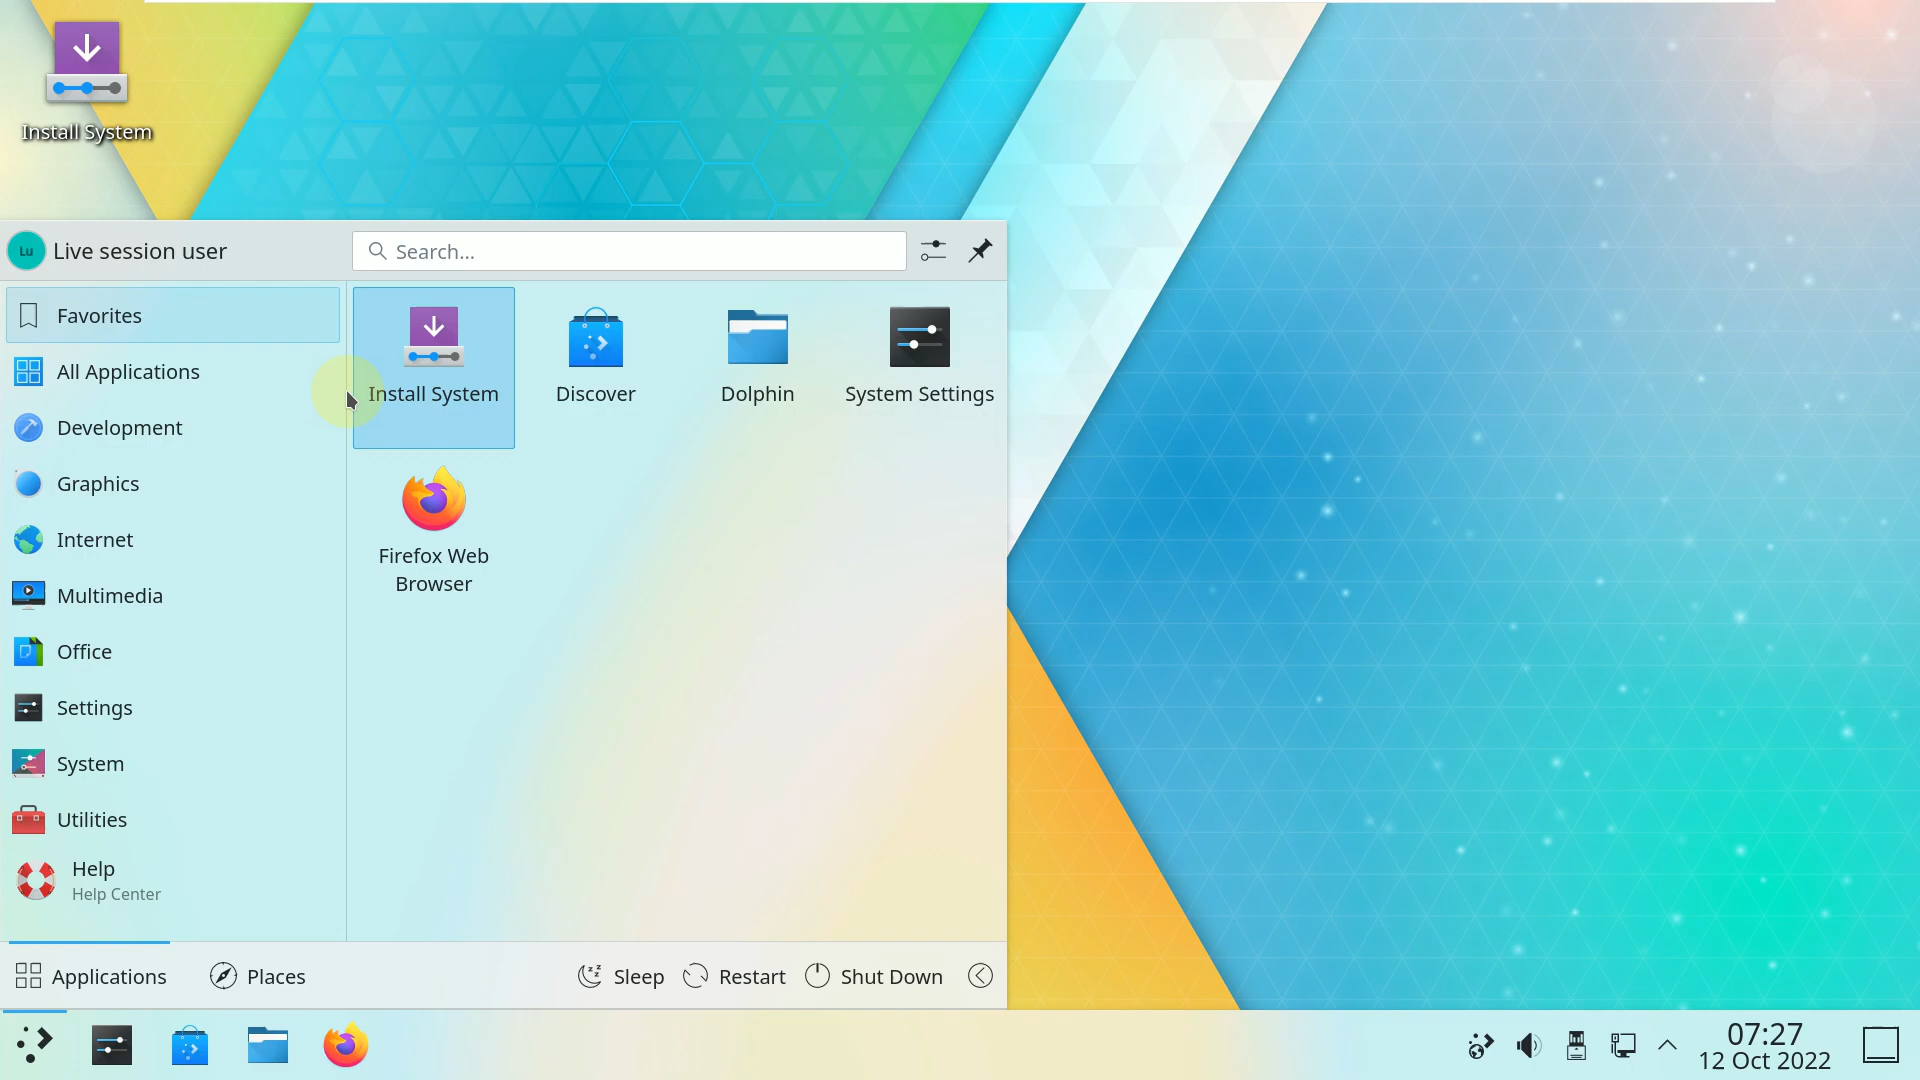 Install System
Lu
Live session user
Search...
Favorites
All Applications
Development
Graphics
Internet
Multimedia
Office
Settings
System
Utilities
Help
Help Center
Install System
Discover
Dolphin
System Settings
Firefox Web
Browser
Applications
Places
Sleep
Restart
Shut Down
07:27
12 Oct 2022